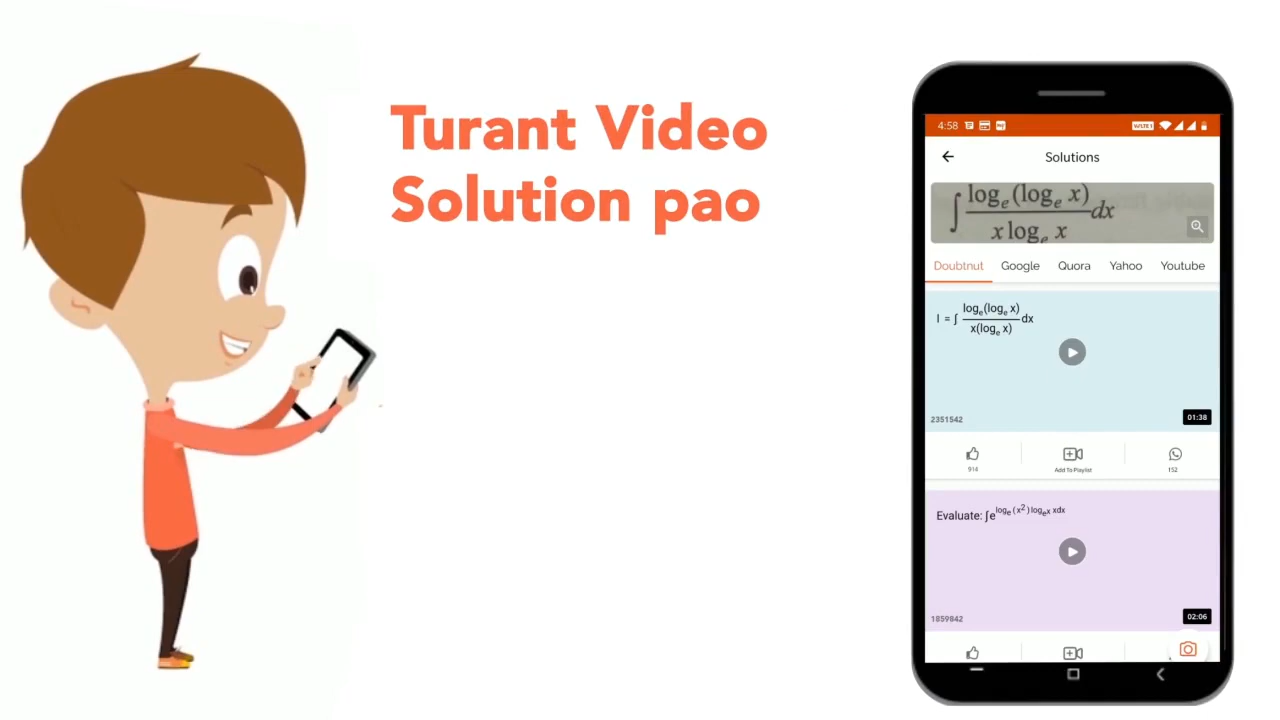 Turant Video
Solution pao
4:58
VoLTE1
Solutions
∫ logₑ(logₑ x) / x logₑ x dx
Doubtnut Google Quora Yahoo Youtube
I = ∫ logₑ(logₑ x) / x(logₑ x) dx
2351542 01:38
914 Add To Playlist 152
Evaluate: ∫e^logₑ(x²)logₑx xdx
1859842 02:06